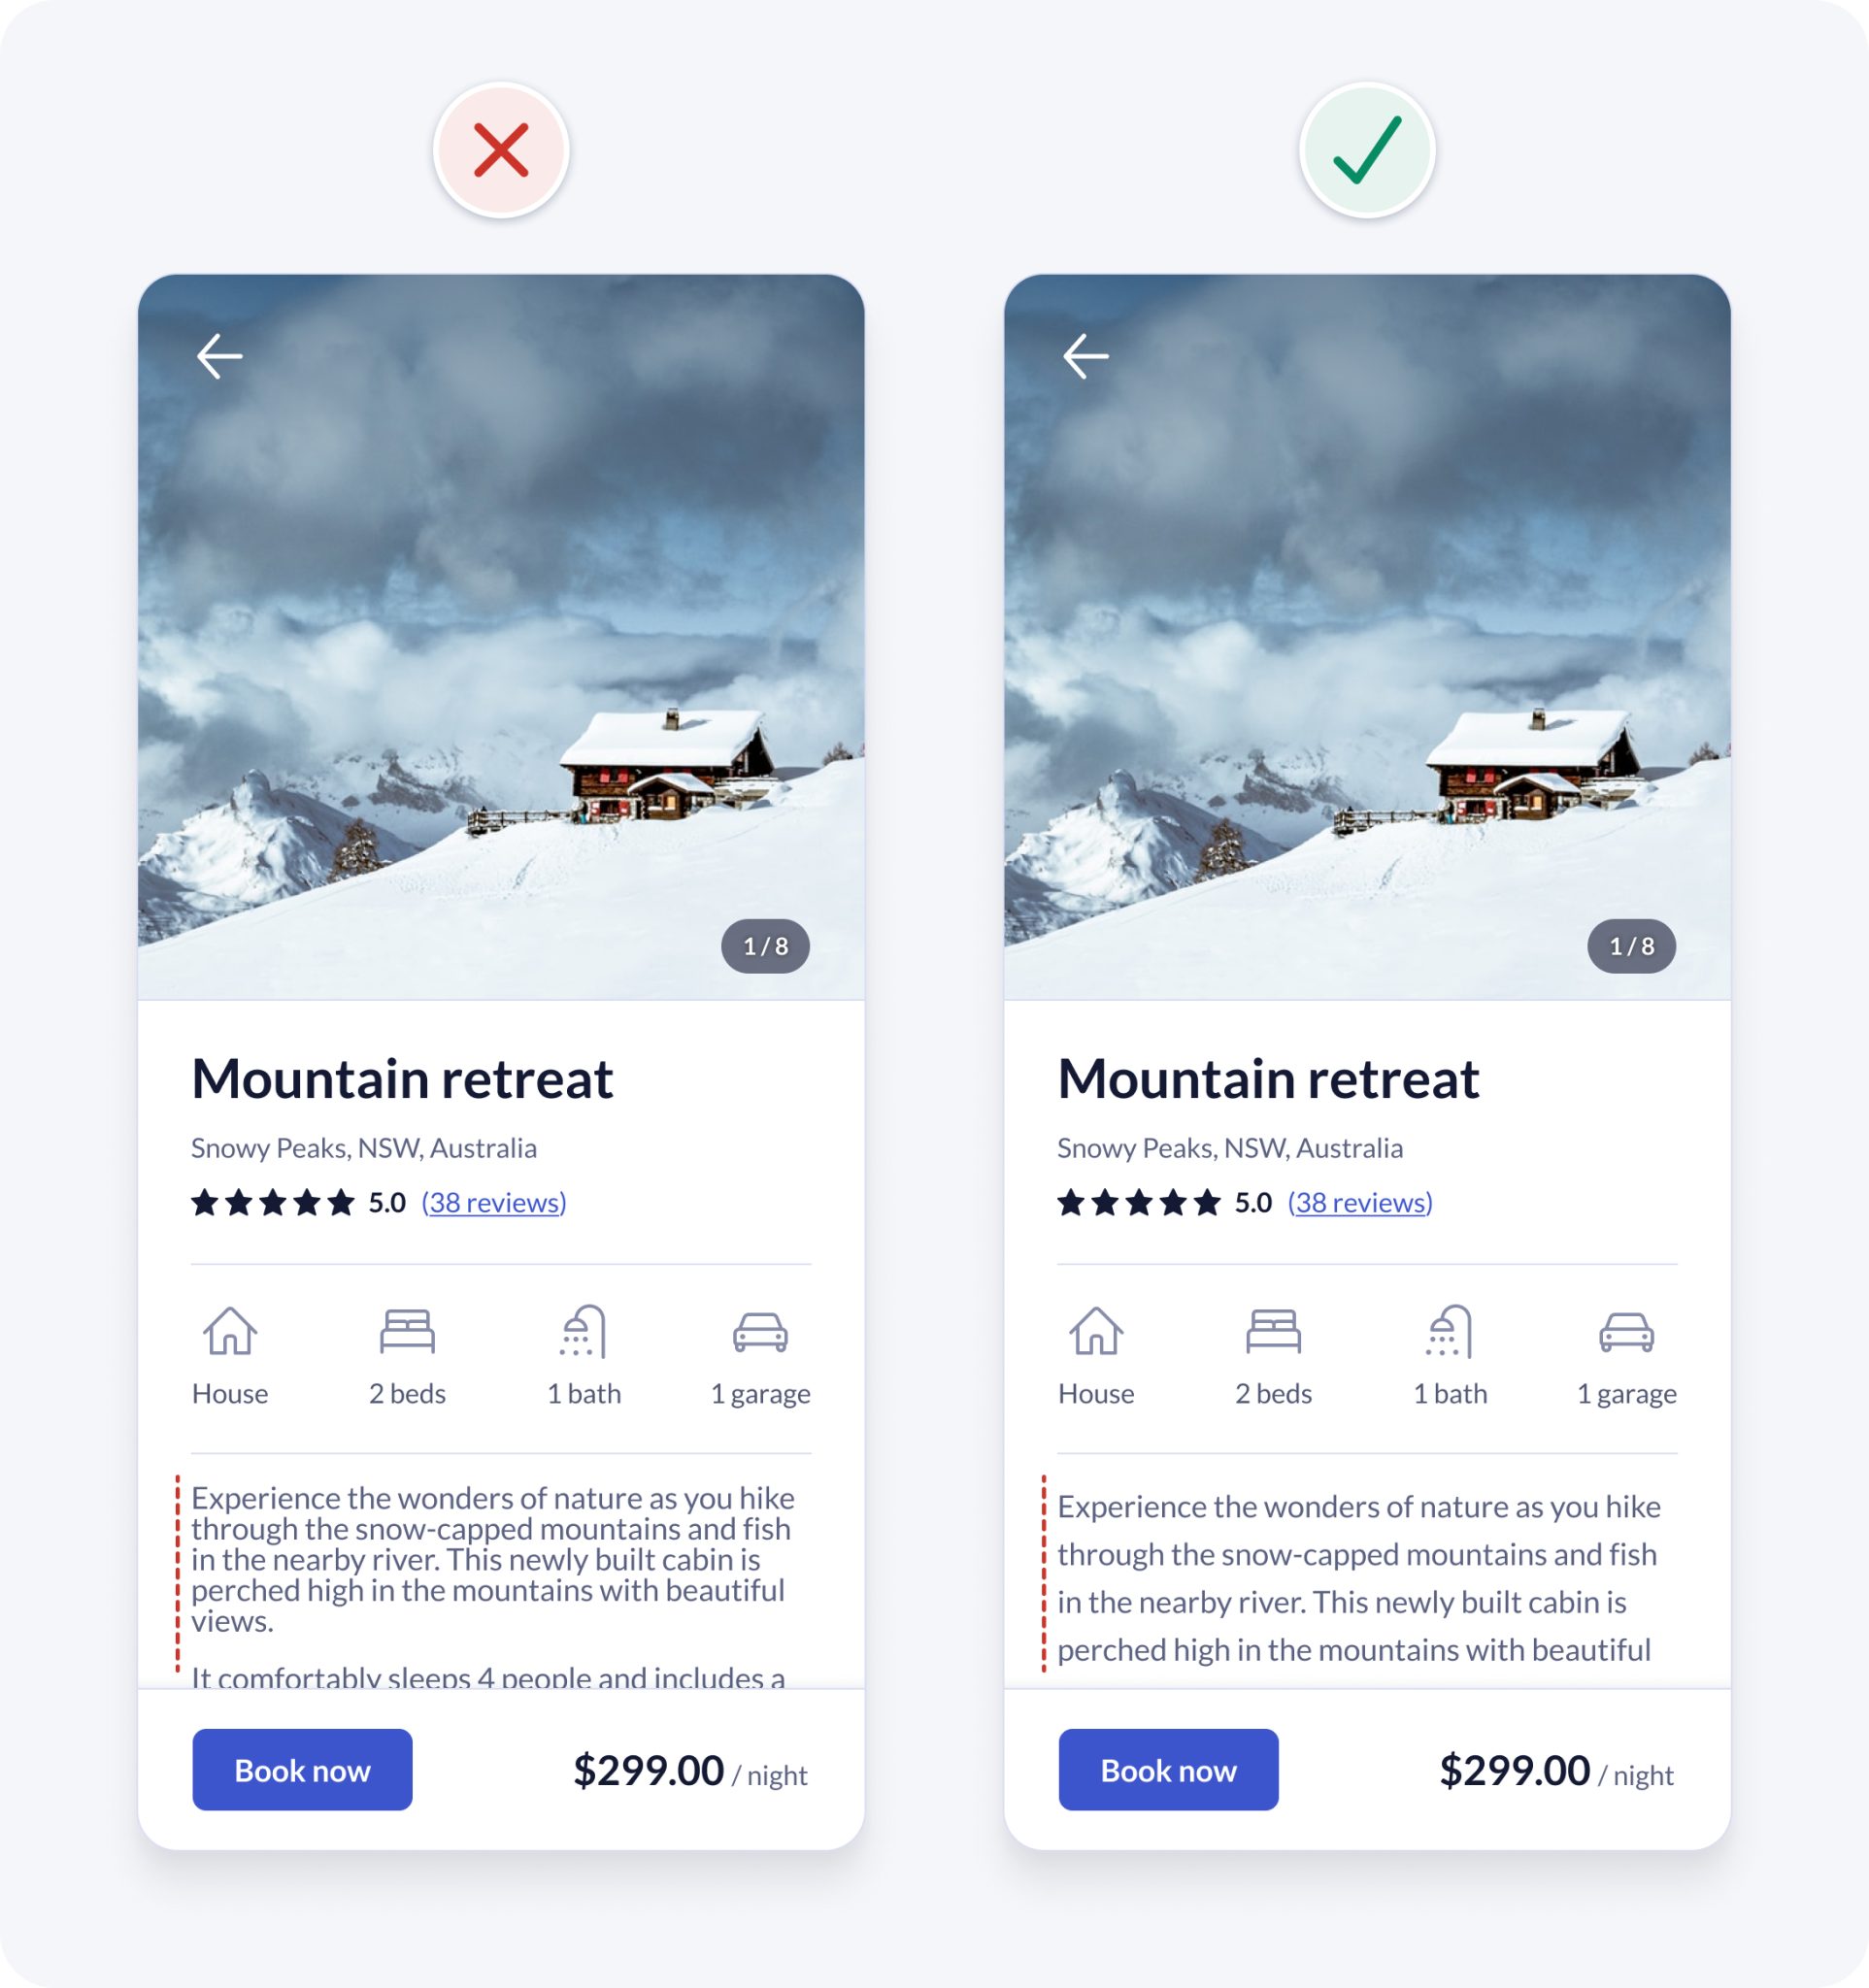 1 / 8
Mountain retreat
Snowy Peaks, NSW, Australia
5.0 (38 reviews)
House 2 beds 1 bath 1 garage
Experience the wonders of nature as you hike
through the snow-capped mountains and fish
in the nearby river. This newly built cabin is
perched high in the mountains with beautiful
views.
It comfortably sleeps 4 people and includes a
Book now $299.00 / night
1 / 8
Mountain retreat
Snowy Peaks, NSW, Australia
5.0 (38 reviews)
House 2 beds 1 bath 1 garage
Experience the wonders of nature as you hike
through the snow-capped mountains and fish
in the nearby river. This newly built cabin is
perched high in the mountains with beautiful
Book now $299.00 / night